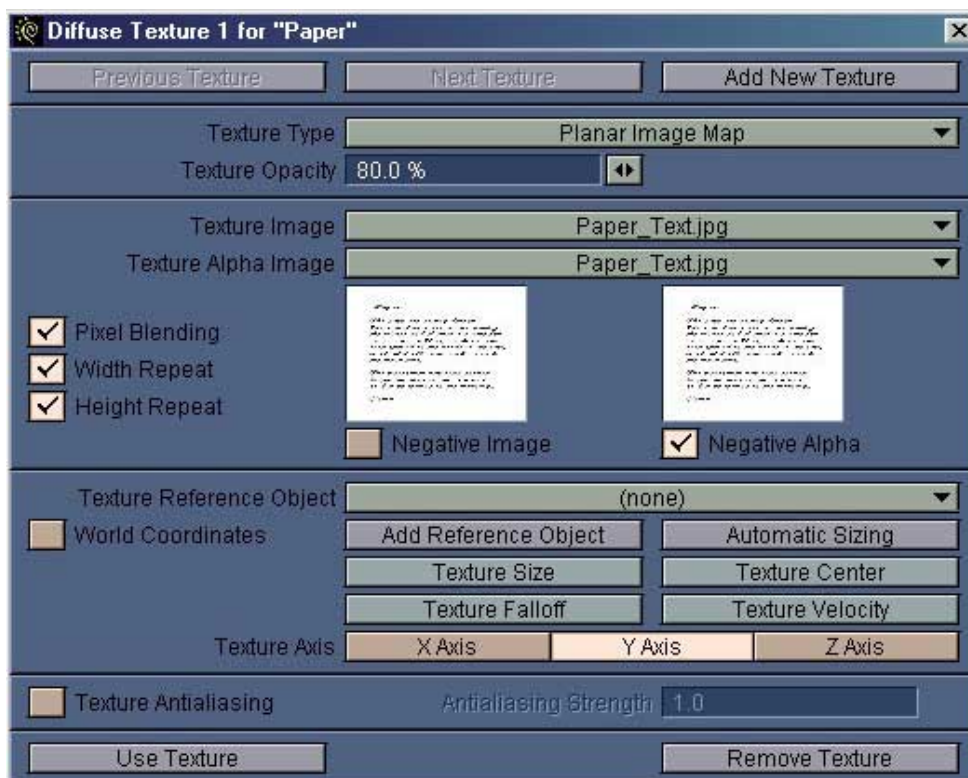 Diffuse Texture 1 for "Paper"
Previous Texture Next Texture Add New Texture
Texture Type Planar Image Map
Texture Opacity 80.0 %
Texture Image Paper_Text.jpg
Texture Alpha Image Paper_Text.jpg
Pixel Blending
Width Repeat
Height Repeat
Negative Image Negative Alpha
Texture Reference Object (none)
World Coordinates Add Reference Object Automatic Sizing
Texture Size Texture Center
Texture Falloff Texture Velocity
Texture Axis X Axis Y Axis Z Axis
Texture Antialiasing Antialiasing Strength 1.0
Use Texture Remove Texture